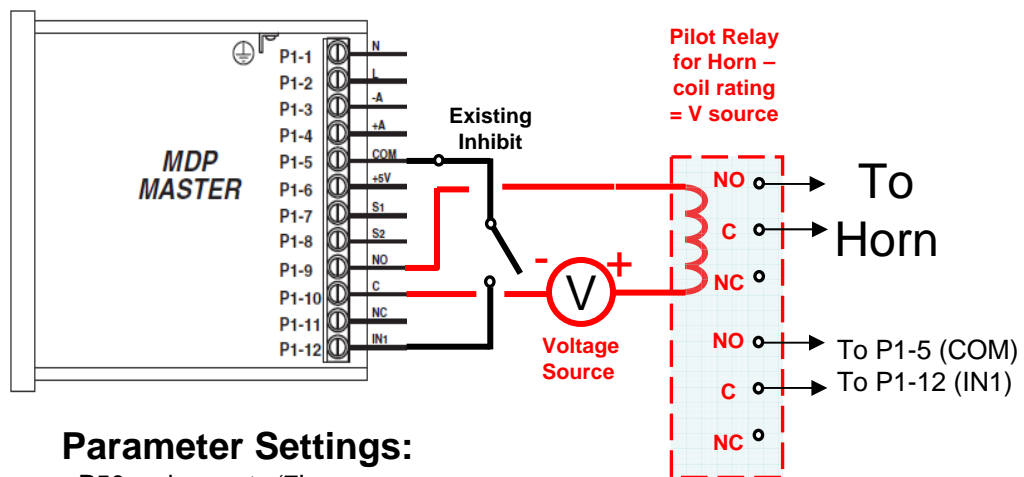 P1-1 N
P1-2 L
P1-3 -A
P1-4 +A
P1-5 COM
P1-6 +5V
P1-7 S1
P1-8 S2
P1-9 NO
P1-10 C
P1-11 NC
P1-12 IN1
MDP
MASTER
Existing
Inhibit
- +
V
Voltage
Source
Pilot Relay
for Horn –
coil rating
= V source
NO
C
NC
NO
C
NC
To
Horn
To P1-5 (COM)
To P1-12 (IN1)
Parameter Settings: